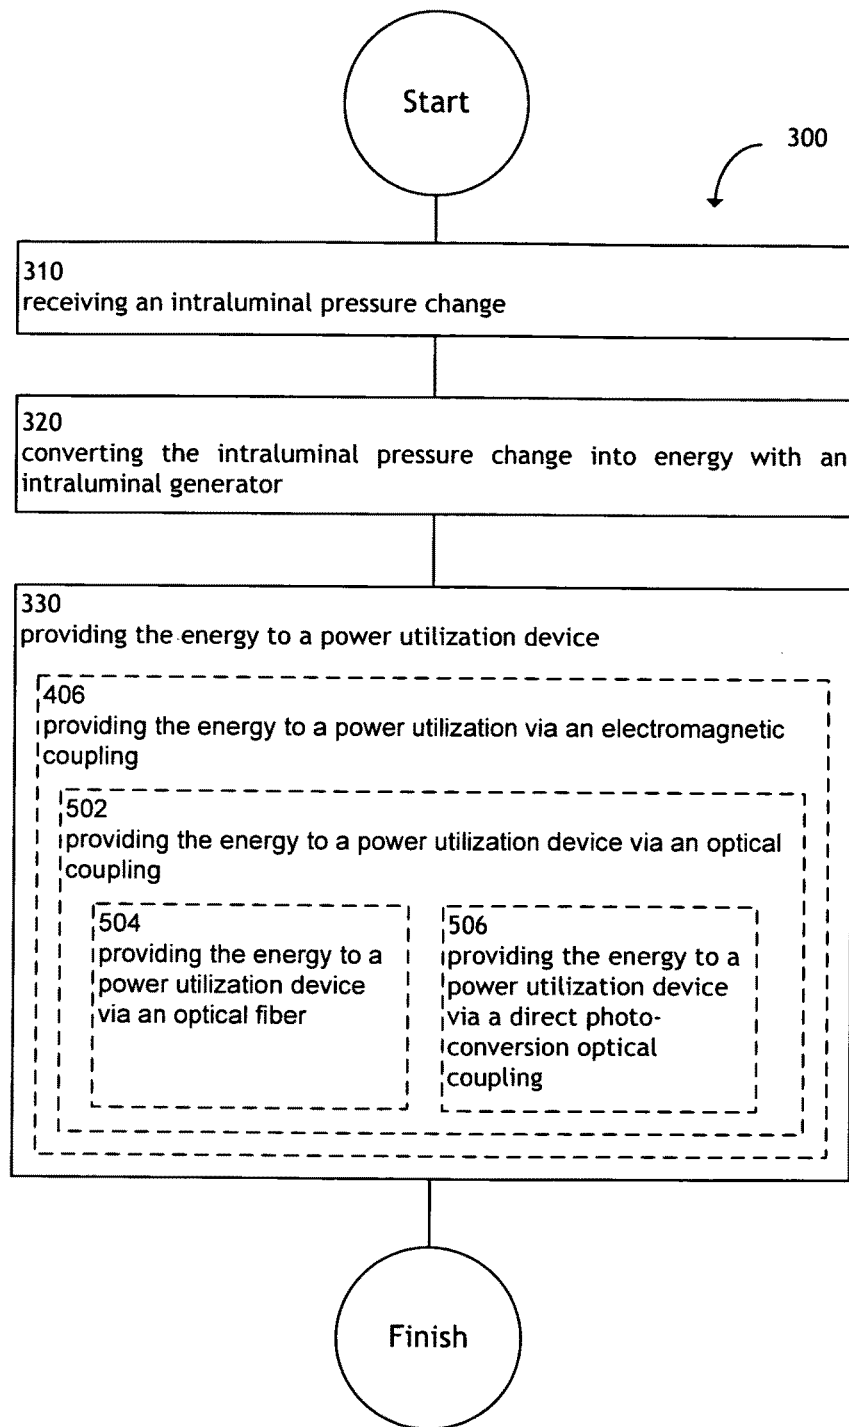 Start
300
310
receiving an intraluminal pressure change
320
converting the intraluminal pressure change into energy with an
intraluminal generator
330
providing the energy to a power utilization device
406
providing the energy to a power utilization via an electromagnetic
coupling
502
providing the energy to a power utilization device via an optical
coupling
504
providing the energy to a
power utilization device
via an optical fiber
506
providing the energy to a
power utilization device
via a direct photo-
conversion optical
coupling
Finish